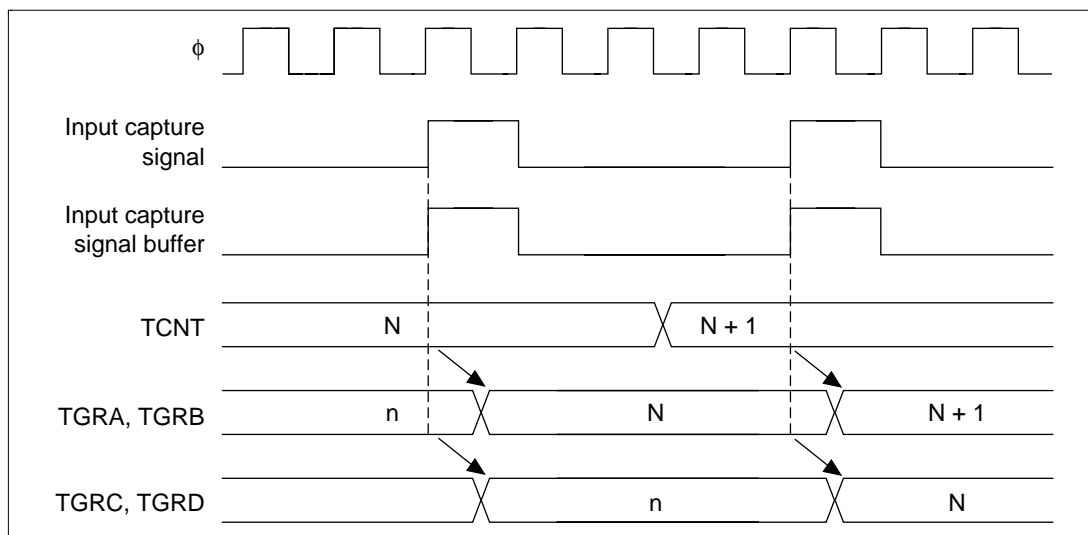 ϕ
Input capture
signal
Input capture
signal buffer
TCNT
N
N + 1
TGRA, TGRB
n
N
N + 1
TGRC, TGRD
n
N